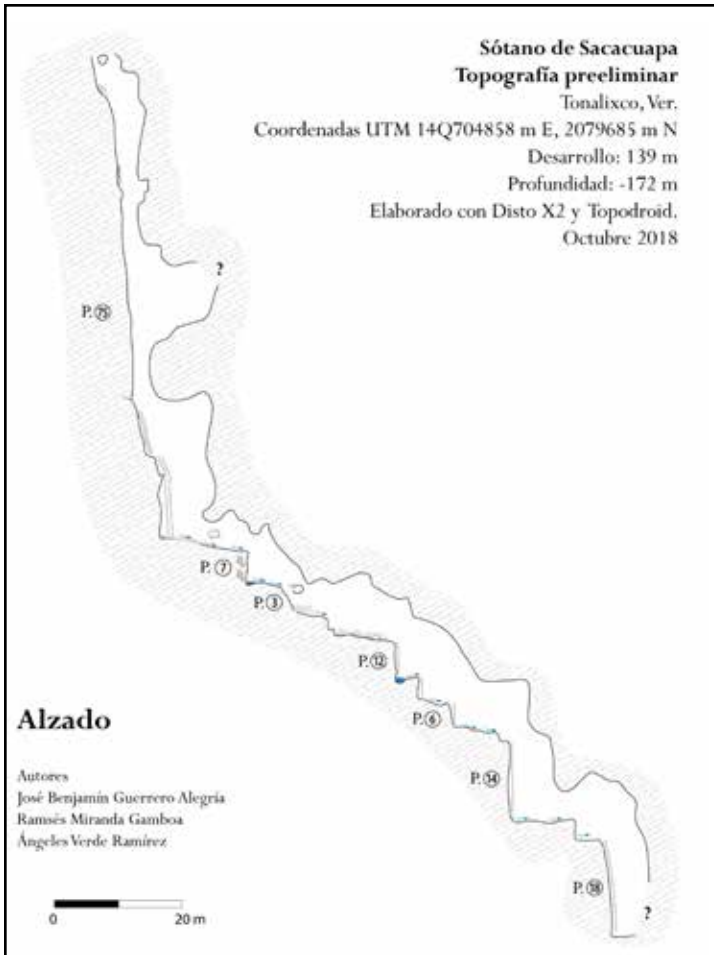 Sótano de Sacacuapa
Topografía preeliminar
Tonalixco, Ver.
Coordenadas UTM 14Q704858 m E, 2079685 m N
Desarrollo: 139 m
Profundidad: -172 m
Elaborado con Disto X2 y Topodroid.
Octubre 2018
?
P. 75
P. 7
P. 3
P. 12
P. 6
P. 14
P. 18
?
Alzado
Autores
José Benjamín Guerrero Alegría
Ramsés Miranda Gamboa
Ángeles Verde Ramírez
0 20 m